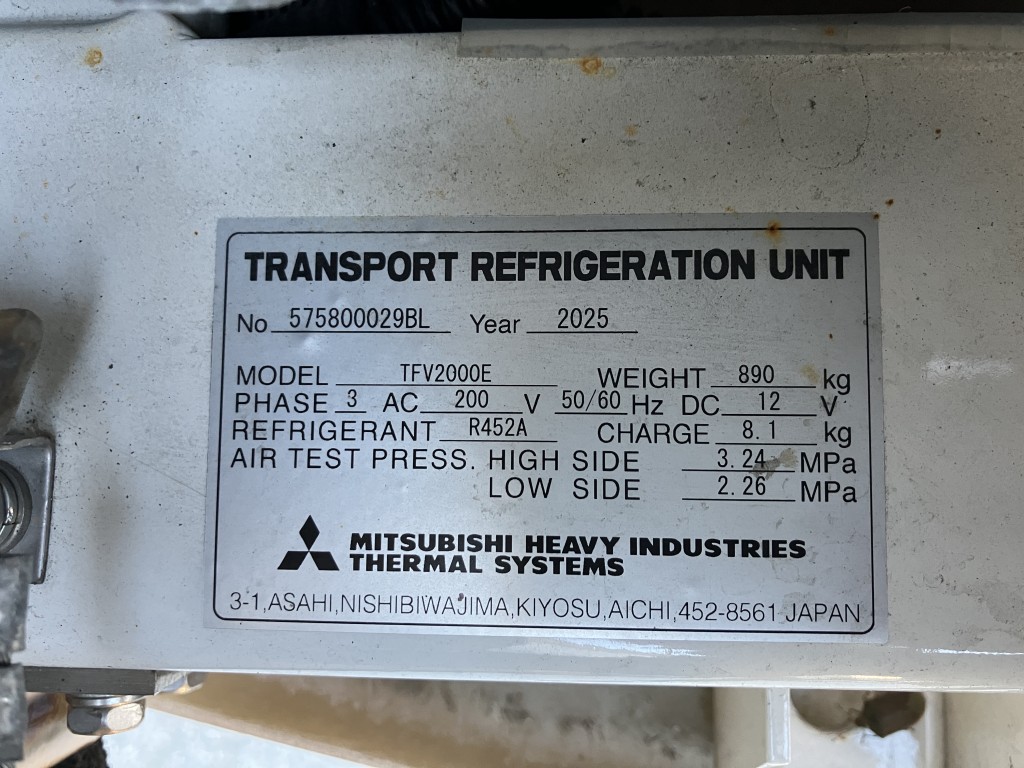 TRANSPORT REFRIGERATION UNIT
No 575800029BL Year 2025
MODEL TFV2000E WEIGHT 890 kg
PHASE 3 AC 200 V 50/60 Hz DC 12 V
REFRIGERANT R452A CHARGE 8.1 kg
AIR TEST PRESS. HIGH SIDE 3.24 MPa
LOW SIDE 2.26 MPa
MITSUBISHI HEAVY INDUSTRIES
THERMAL SYSTEMS
3-1,ASAHI,NISHIBIWAJIMA,KIYOSU,AICHI,452-8561 JAPAN